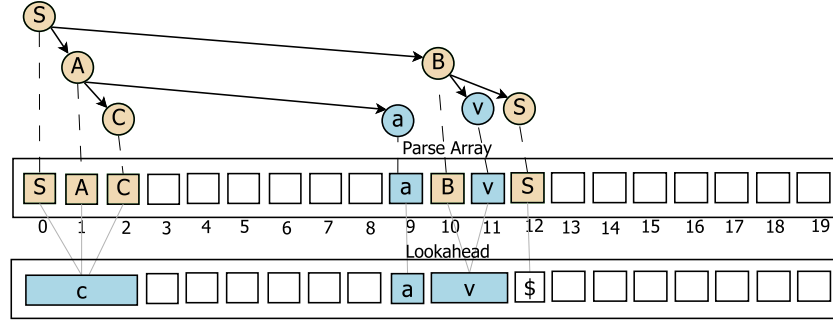 S
B
A
v S
C a
Parse Array
S A C a B v S
0 1 2 3 4 5 6 7 8 9 10 11 12 13 14 15 16 17 18 19
Lookahead
c a v $